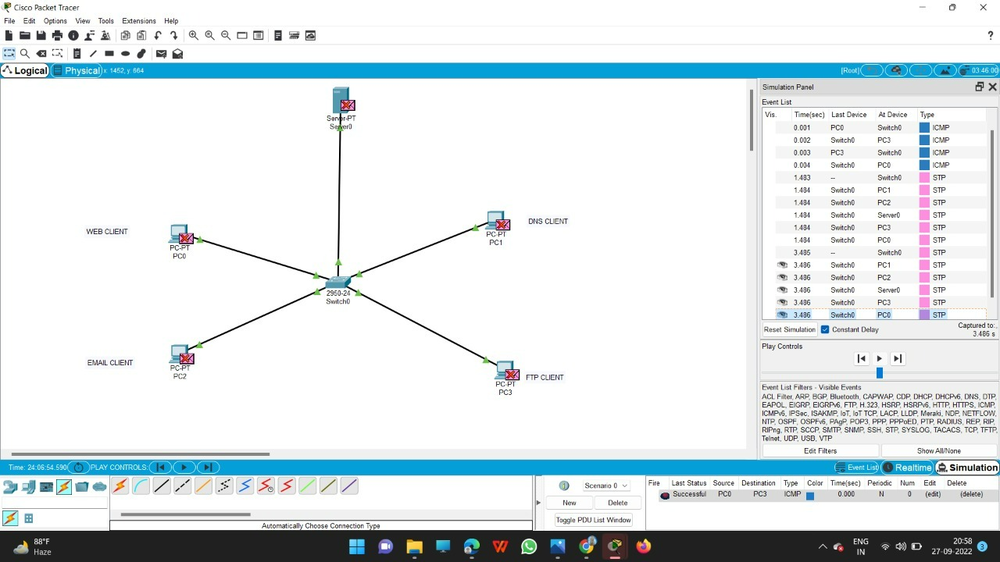 Cisco Packet Tracer
File Edit Options View Tools Extensions Help
?
Logical Physical x: 1452, y: 664 [Root] 03:46:00
Simulation Panel
Event List
Vis. Time(sec) Last Device At Device Type
0.001 PC0 Switch0 ICMP
0.002 Switch0 PC3 ICMP
0.003 PC3 Switch0 ICMP
0.004 Switch0 PC0 ICMP
1.483 -- Switch0 STP
1.484 Switch0 PC1 STP
1.484 Switch0 PC2 STP
1.484 Switch0 Server0 STP
1.484 Switch0 PC3 STP
1.484 Switch0 PC0 STP
3.485 -- Switch0 STP
3.486 Switch0 PC1 STP
3.486 Switch0 PC2 STP
3.486 Switch0 Server0 STP
3.486 Switch0 PC3 STP
3.486 Switch0 PC0 STP
Reset Simulation Constant Delay Captured to:
3.486 s
Play Controls
Event List Filters - Visible Events
ACL Filter, ARP, BGP, Bluetooth, CAPWAP, CDP, DHCP, DHCPv6, DNS, DTP,
EAPOL, EIGRP, EIGRPv6, FTP, H.323, HSRP, HSRPv6, HTTP, HTTPS, ICMP,
ICMPv6, IPSec, ISAKMP, IoT, IoT TCP, LACP, LLDP, Meraki, NDP, NETFLOW,
NTP, OSPF, OSPFv6, PAgP, POP3, PPP, PPPoED, PTP, RADIUS, REP, RIP,
RIPng, RTP, SCCP, SMTP, SNMP, SSH, STP, SYSLOG, TACACS, TCP, TFTP,
Telnet, UDP, USB, VTP
Edit Filters Show All/None
Server-PT
Server0
WEB CLIENT
PC-PT
PC0
DNS CLIENT
PC-PT
PC1
2950-24
Switch0
EMAIL CLIENT
PC-PT
PC2
FTP CLIENT
PC-PT
PC3
Time: 24:06:54.590 PLAY CONTROLS: Event List Realtime Simulation
Automatically Choose Connection Type
Scenario 0
New Delete
Toggle PDU List Window
Fire Last Status Source Destination Type Color Time(sec) Periodic Num Edit Delete
Successful PC0 PC3 ICMP 0.000 N 0 (edit) (delete)
88°F
Haze
ENG
IN
20:58
27-09-2022
3